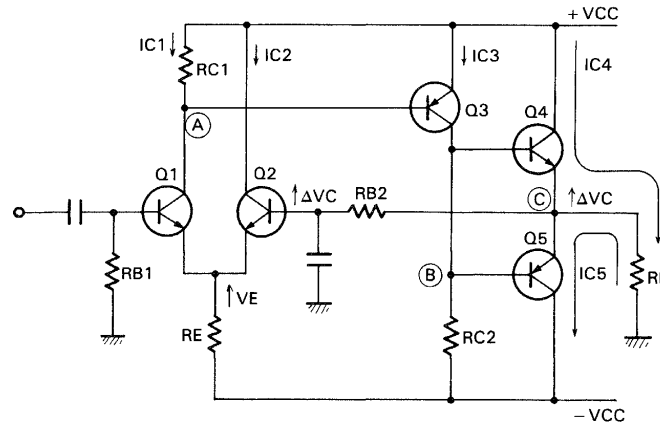 +VCC
IC1
RC1
IC2
IC3
IC4
A
Q3
Q4
Q1
Q2
ΔVC
RB2
C
ΔVC
RB1
VE
B
Q5
IC5
RE
RC2
−VCC